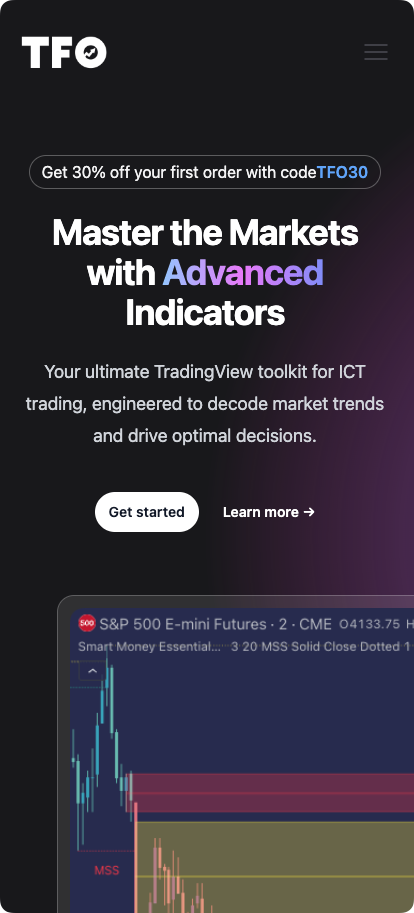 TFO
Get 30% off your first order with codeTFO30
Master the Markets
with Advanced
Indicators
Your ultimate TradingView toolkit for ICT
trading, engineered to decode market trends
and drive optimal decisions.
Get started Learn more →
500 S&P 500 E-mini Futures · 2 · CME O4133.75 H
Smart Money Essential... 3 20 MSS Solid Close Dotted 1
MSS